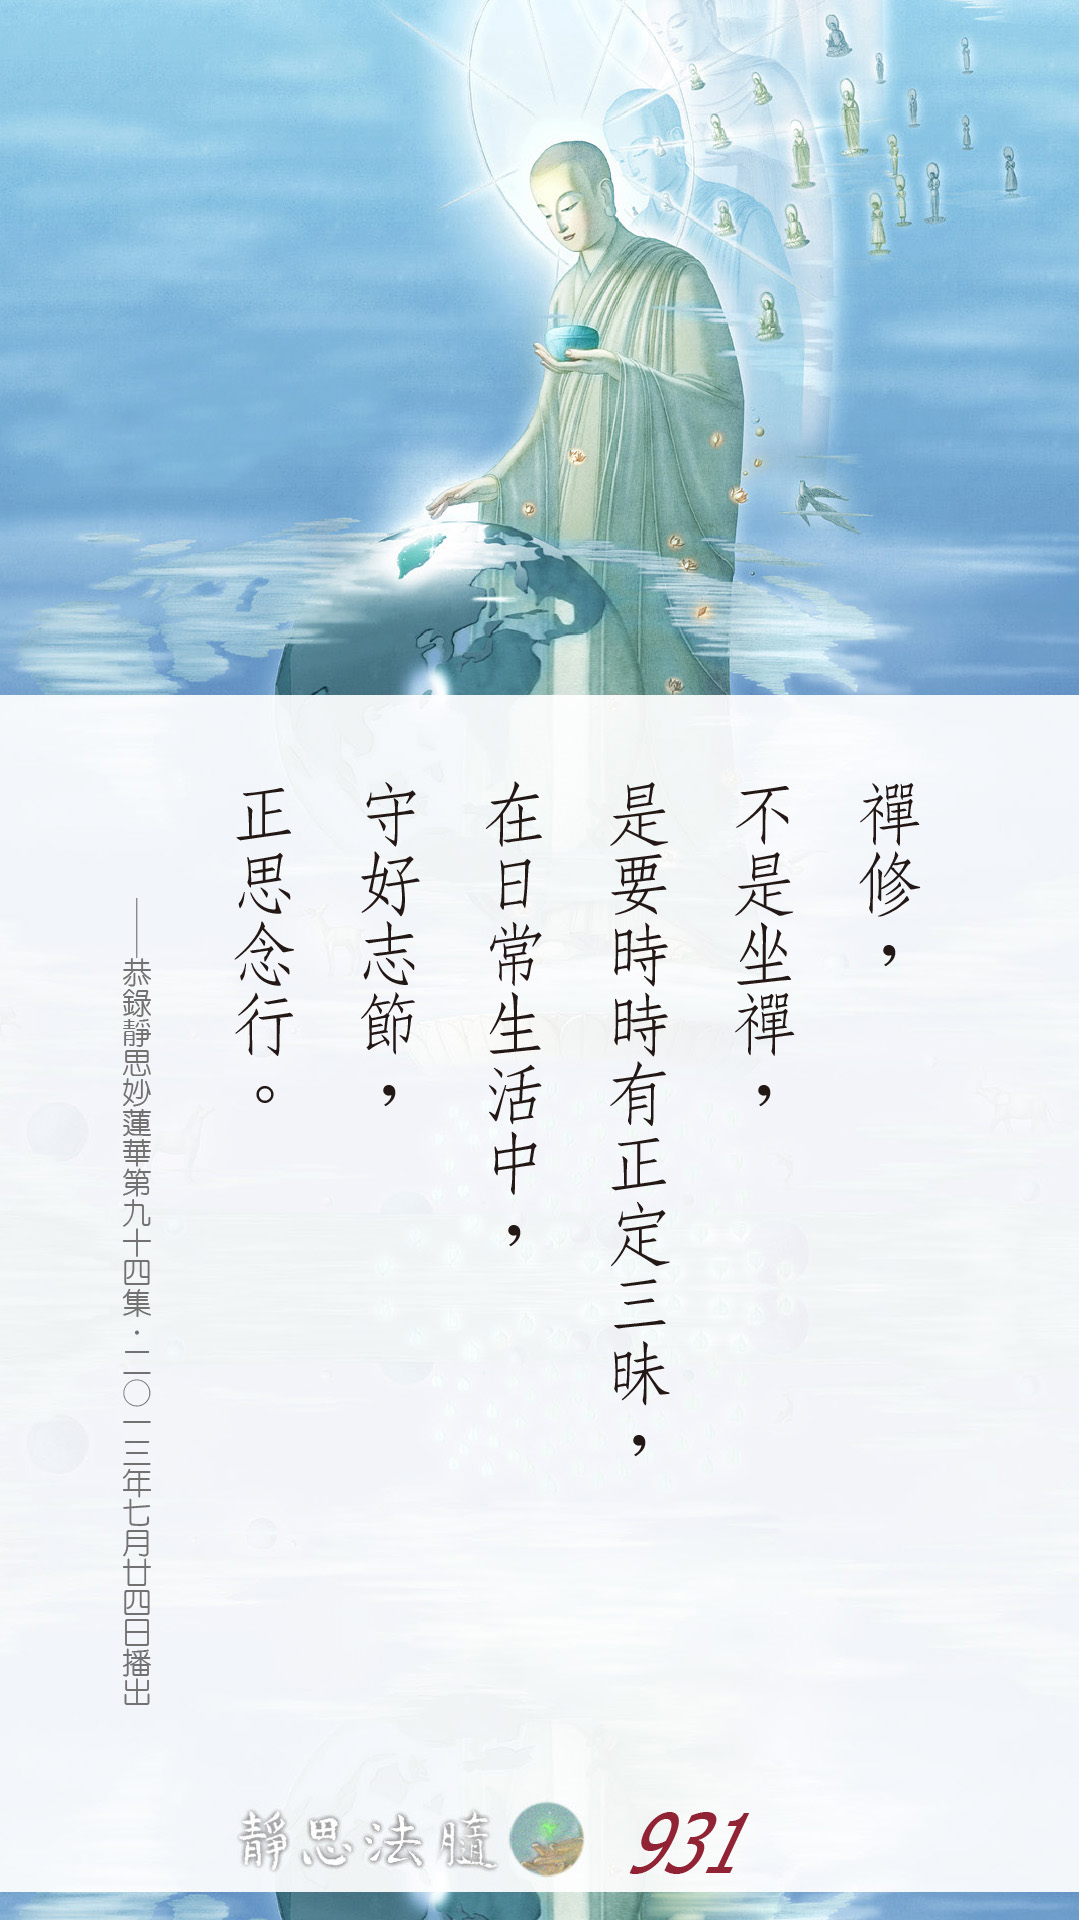 禪修，
不是坐禪，
是要時時有正定三昧，
在日常生活中，
守好志節，
正思念行。
——恭錄靜思妙蓮華第九十四集．二〇一三年七月廿四日播出
靜思法髓
931